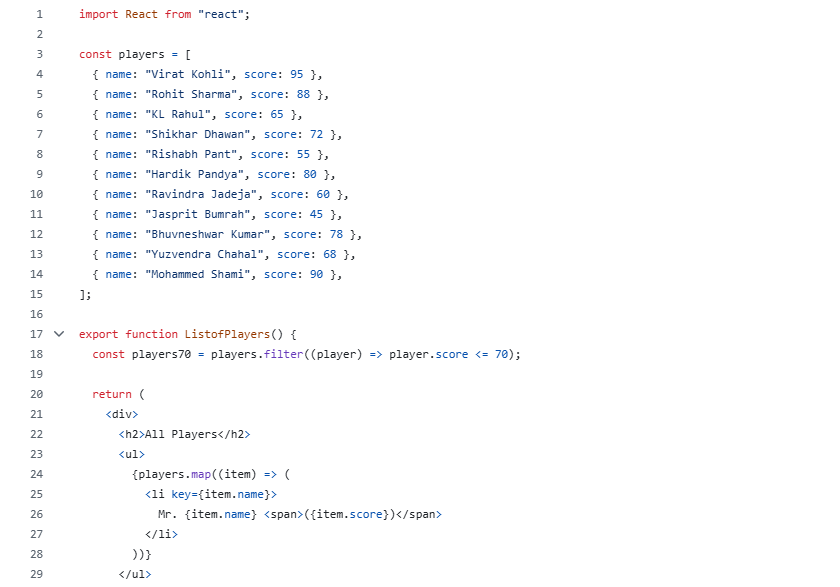 1 import React from "react";
2
3 const players = [
4 { name: "Virat Kohli", score: 95 },
5 { name: "Rohit Sharma", score: 88 },
6 { name: "KL Rahul", score: 65 },
7 { name: "Shikhar Dhawan", score: 72 },
8 { name: "Rishabh Pant", score: 55 },
9 { name: "Hardik Pandya", score: 80 },
10 { name: "Ravindra Jadeja", score: 60 },
11 { name: "Jasprit Bumrah", score: 45 },
12 { name: "Bhuvneshwar Kumar", score: 78 },
13 { name: "Yuzvendra Chahal", score: 68 },
14 { name: "Mohammed Shami", score: 90 },
15 ];
16
17 export function ListofPlayers() {
18 const players70 = players.filter((player) => player.score <= 70);
19
20 return (
21 <div>
22 <h2>All Players</h2>
23 <ul>
24 {players.map((item) => (
25 <li key={item.name}>
26 Mr. {item.name} <span>({item.score})</span>
27 </li>
28 ))}
29 </ul>